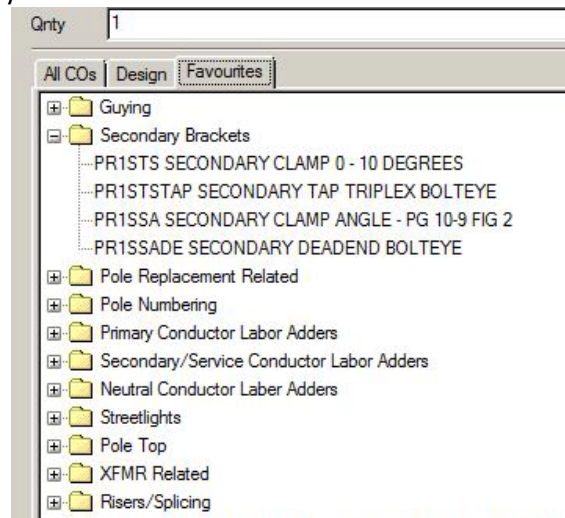 Qnty 1
All COs Design Favourites
Guying
Secondary Brackets
PR1STS SECONDARY CLAMP 0 - 10 DEGREES
PR1STSTAP SECONDARY TAP TRIPLEX BOLTEYE
PR1SSA SECONDARY CLAMP ANGLE - PG 10-9 FIG 2
PR1SSADE SECONDARY DEADEND BOLTEYE
Pole Replacement Related
Pole Numbering
Primary Conductor Labor Adders
Secondary/Service Conductor Labor Adders
Neutral Conductor Laber Adders
Streetlights
Pole Top
XFMR Related
Risers/Splicing